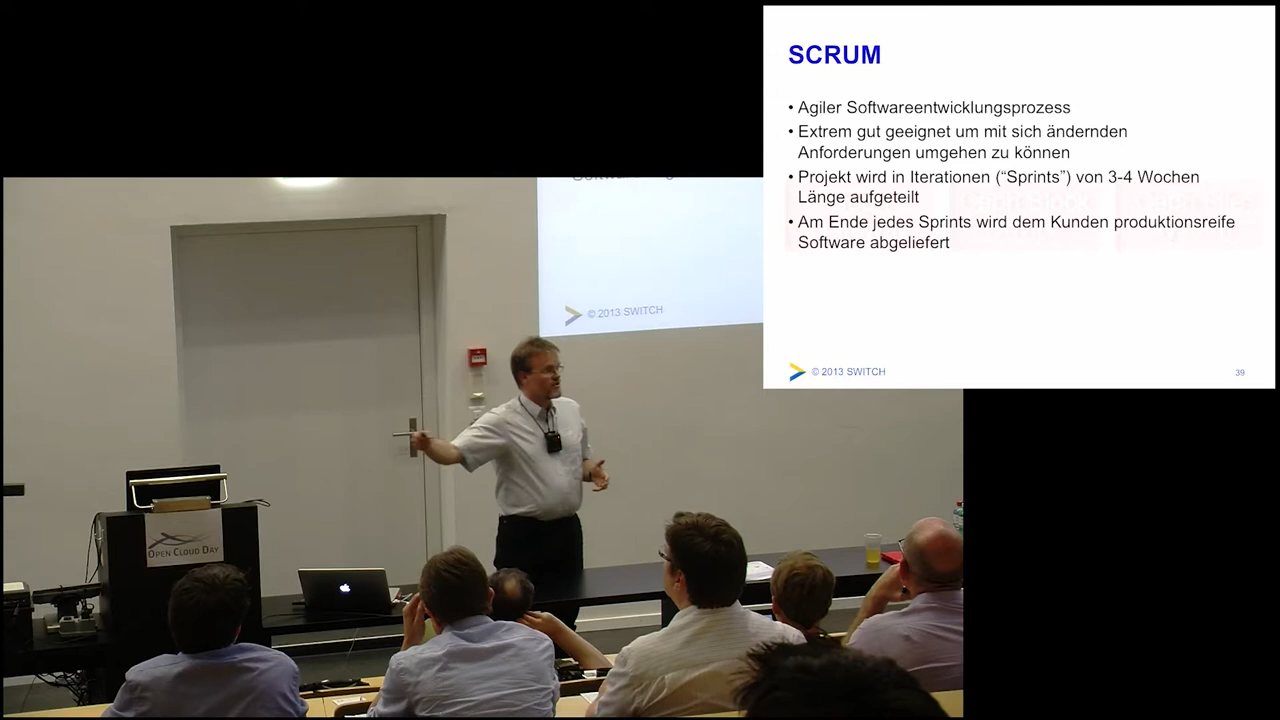 SCRUM
• Agiler Softwareentwicklungsprozess
• Extrem gut geeignet um mit sich ändernden
Anforderungen umgehen zu können
• Projekt wird in Iterationen (“Sprints”) von 3-4 Wochen
Länge aufgeteilt
• Am Ende jedes Sprints wird dem Kunden produktionsreife
Software abgeliefert
© 2013 SWITCH
39
© 2013 SWITCH
OPEN CLOUD DAY